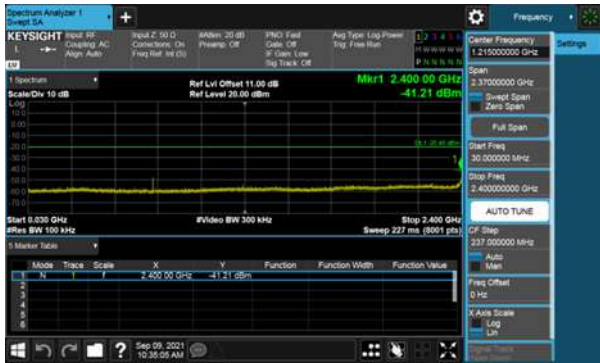 Spectrum Analyzer 1
Swept SA
+
Frequency
KEYSIGHT Input: RF Input Z: 50 Ω #Atten: 20 dB PNO: Fast Avg Type: Log-Power 1 2 3 4 5 6
Coupling: AC Corrections: On Preamp: Off Gate: Off Trig: Free Run
Align: Auto Freq Ref: Int (S) IF Gain: Low
Sig Track: Off
Center Frequency
1.215000000 GHz
Settings
1 Spectrum
Ref Lvl Offset 11.00 dB
Mkr1 2.400 00 GHz
Scale/Div 10 dB
Ref Level 20.00 dBm
-41.21 dBm
Log
Span
2.37000000 GHz
Swept Span
Zero Span
Full Span
Start Freq
30.000000 MHz
Stop Freq
2.400000000 GHz
AUTO TUNE
CF Step
237.000000 MHz
Auto
Man
Freq Offset
0 Hz
X Axis Scale
Log
Lin
Start 0.030 GHz
#Video BW 300 kHz
Stop 2.400 GHz
#Res BW 100 kHz
Sweep 227 ms (8001 pts)
5 Marker Table
Mode Trace Scale X Y Function Function Width Function Value
1 N 1 f 2.400 00 GHz -41.21 dBm
2
3
4
5
6
Sep 09, 2021
10:35:05 AM